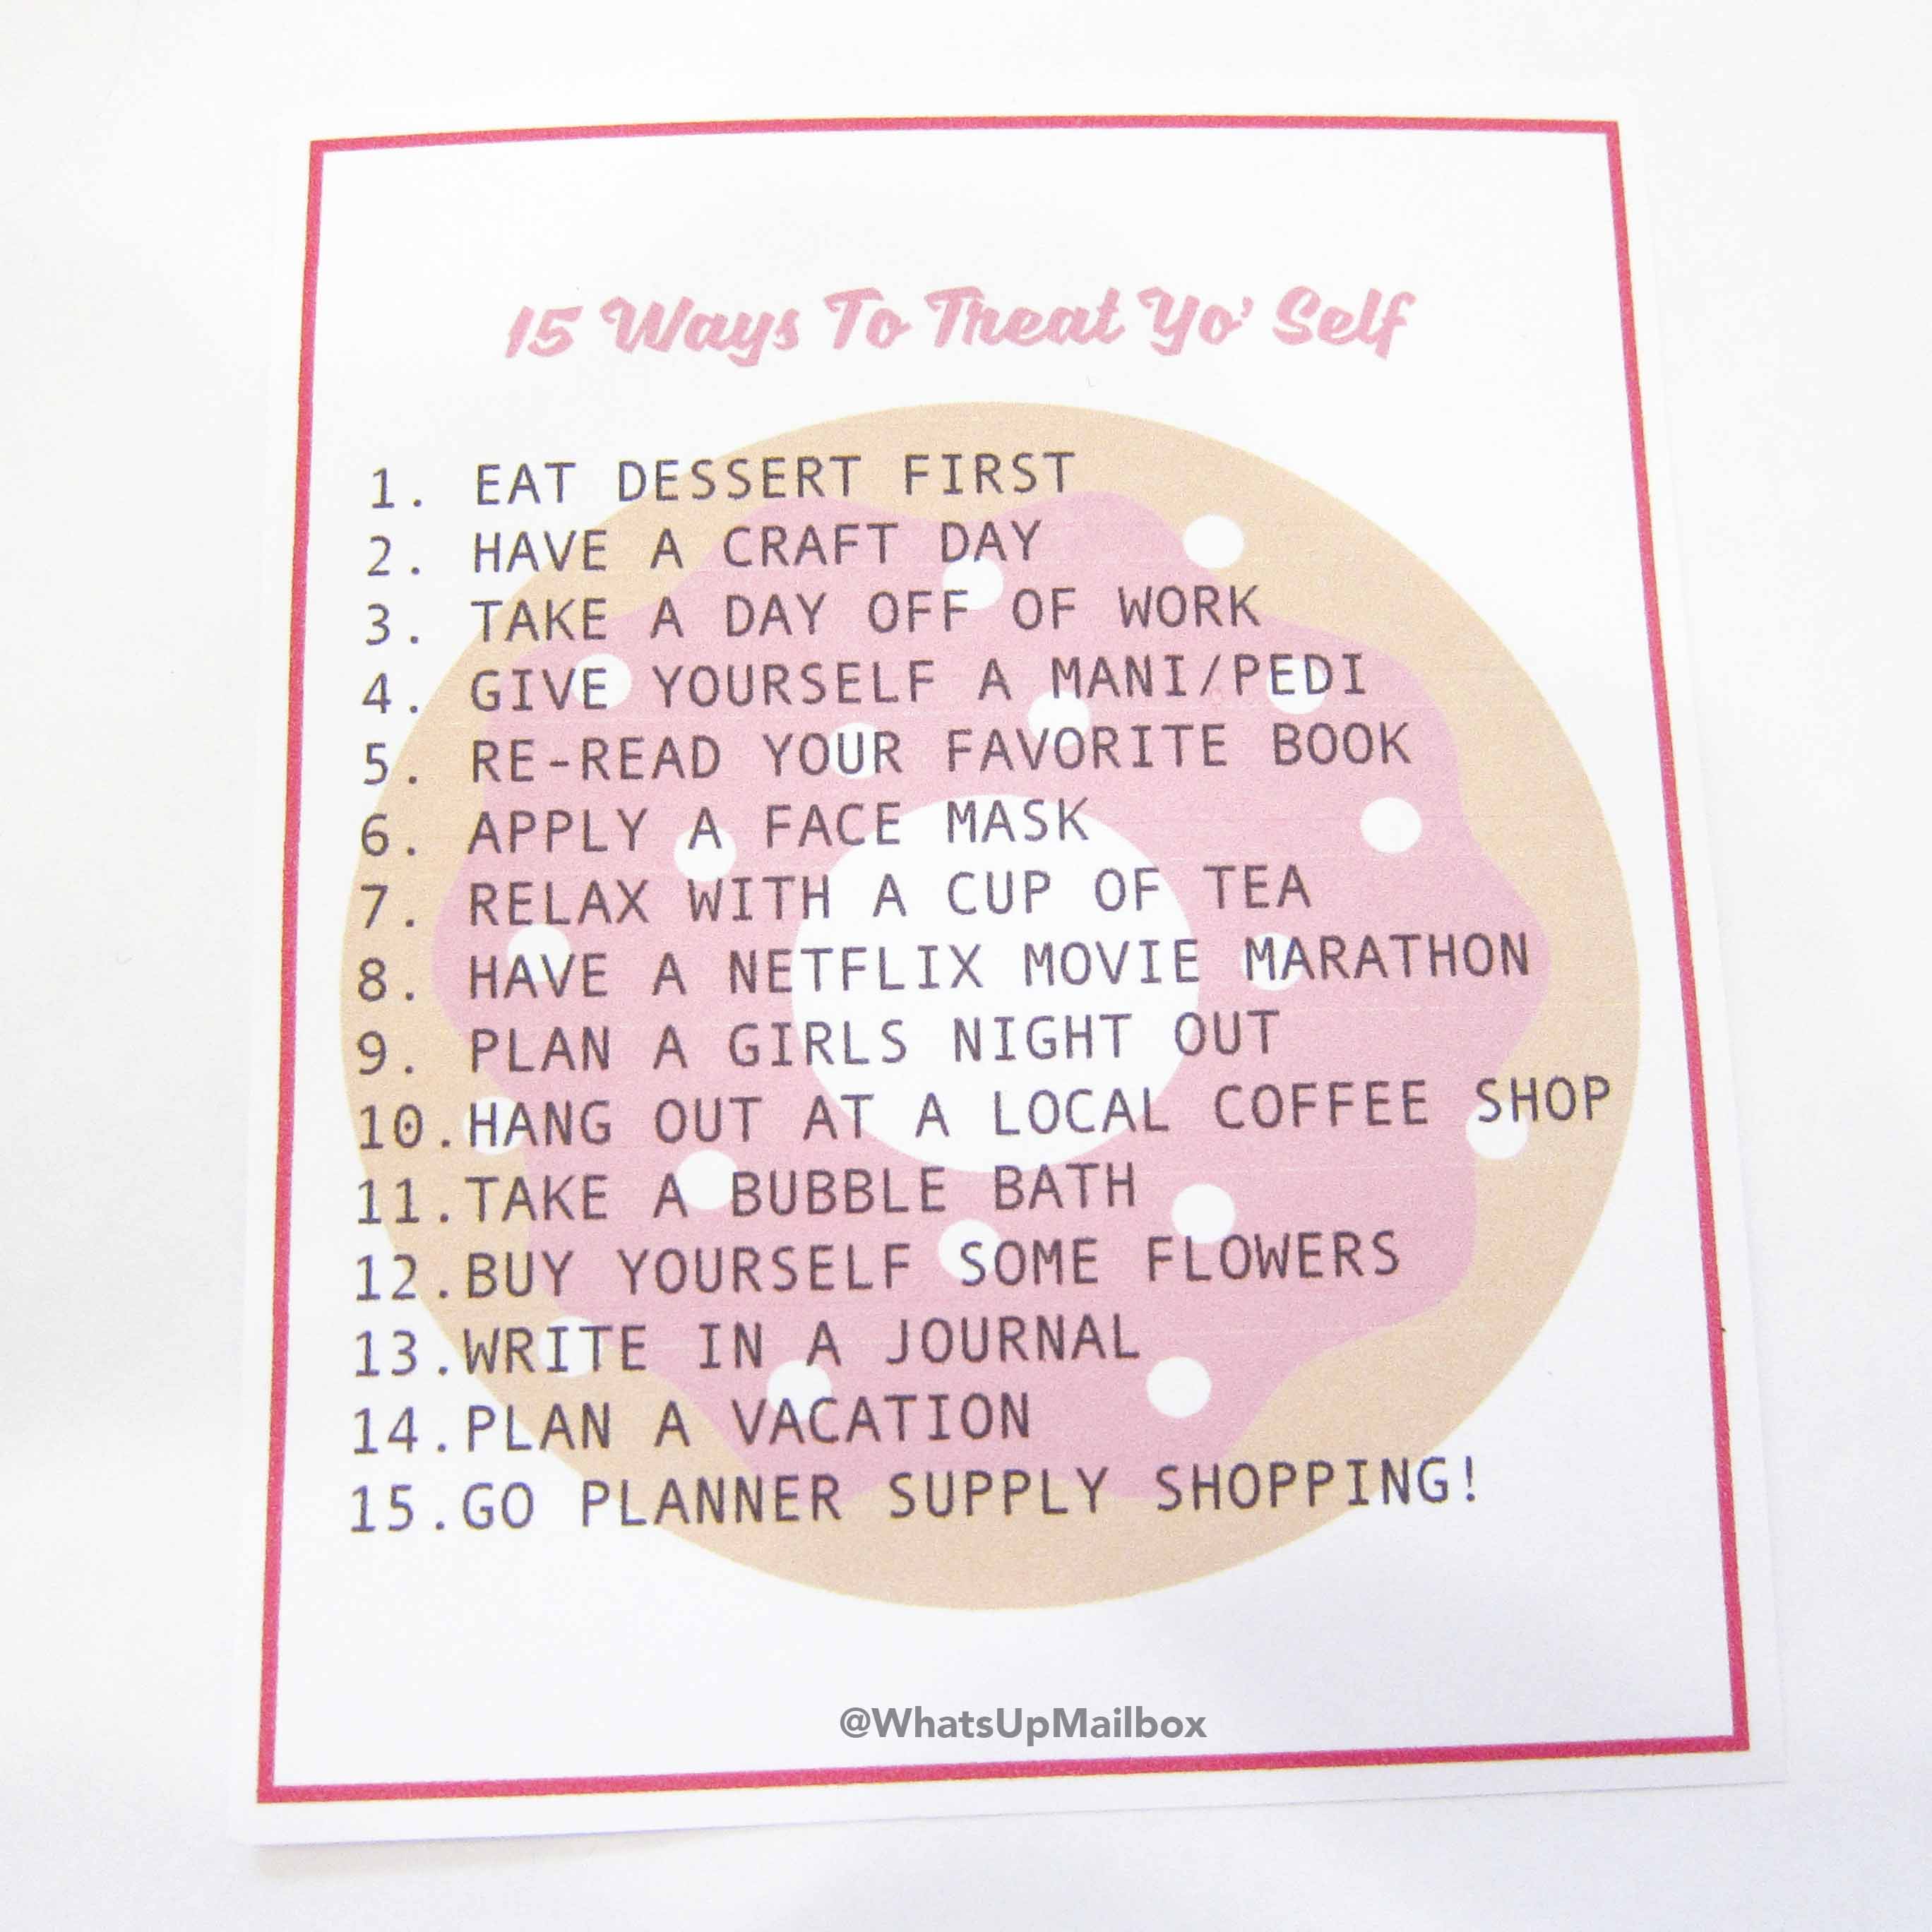 15 Ways To Treat Yo' Self
1. EAT DESSERT FIRST
2. HAVE A CRAFT DAY
3. TAKE A DAY OFF OF WORK
4. GIVE YOURSELF A MANI/PEDI
5. RE-READ YOUR FAVORITE BOOK
6. APPLY A FACE MASK
7. RELAX WITH A CUP OF TEA
8. HAVE A NETFLIX MOVIE MARATHON
9. PLAN A GIRLS NIGHT OUT
10.HANG OUT AT A LOCAL COFFEE SHOP
11.TAKE A BUBBLE BATH
12.BUY YOURSELF SOME FLOWERS
13.WRITE IN A JOURNAL
14.PLAN A VACATION
15.GO PLANNER SUPPLY SHOPPING!
@WhatsUpMailbox